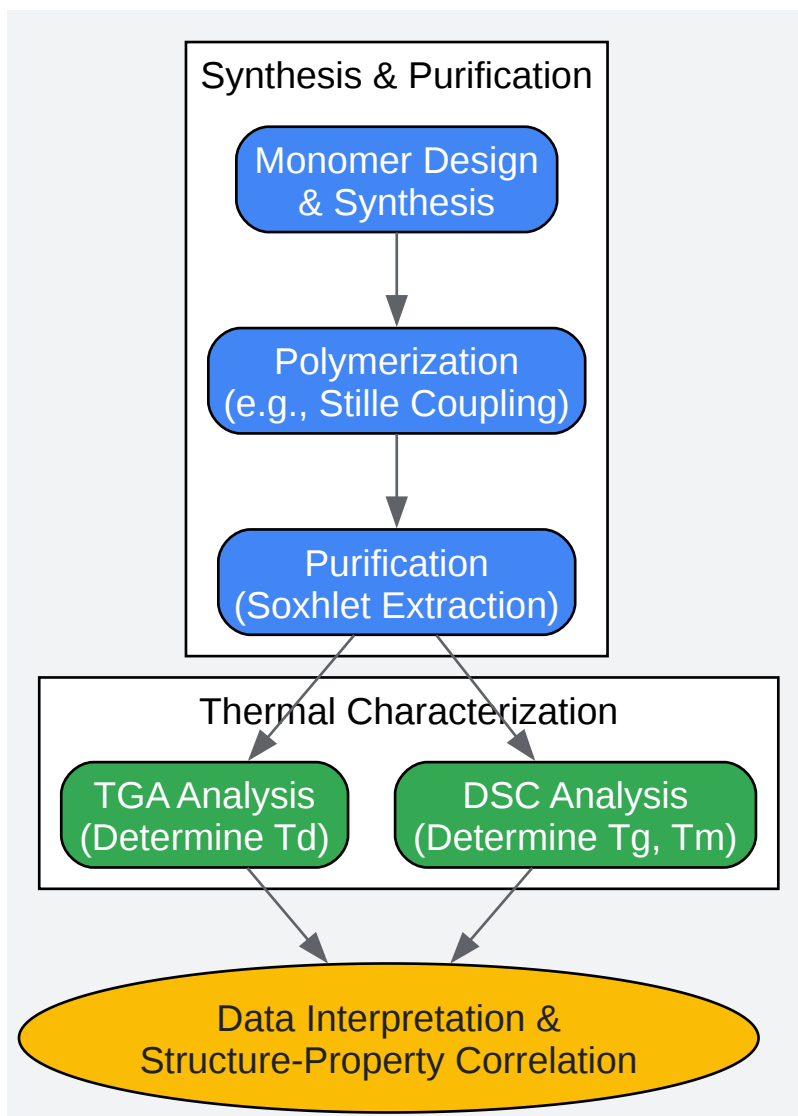 Synthesis & Purification
Monomer Design
& Synthesis
Polymerization
(e.g., Stille Coupling)
Purification
(Soxhlet Extraction)
Thermal Characterization
TGA Analysis
(Determine Td)
DSC Analysis
(Determine Tg, Tm)
Data Interpretation &
Structure-Property Correlation